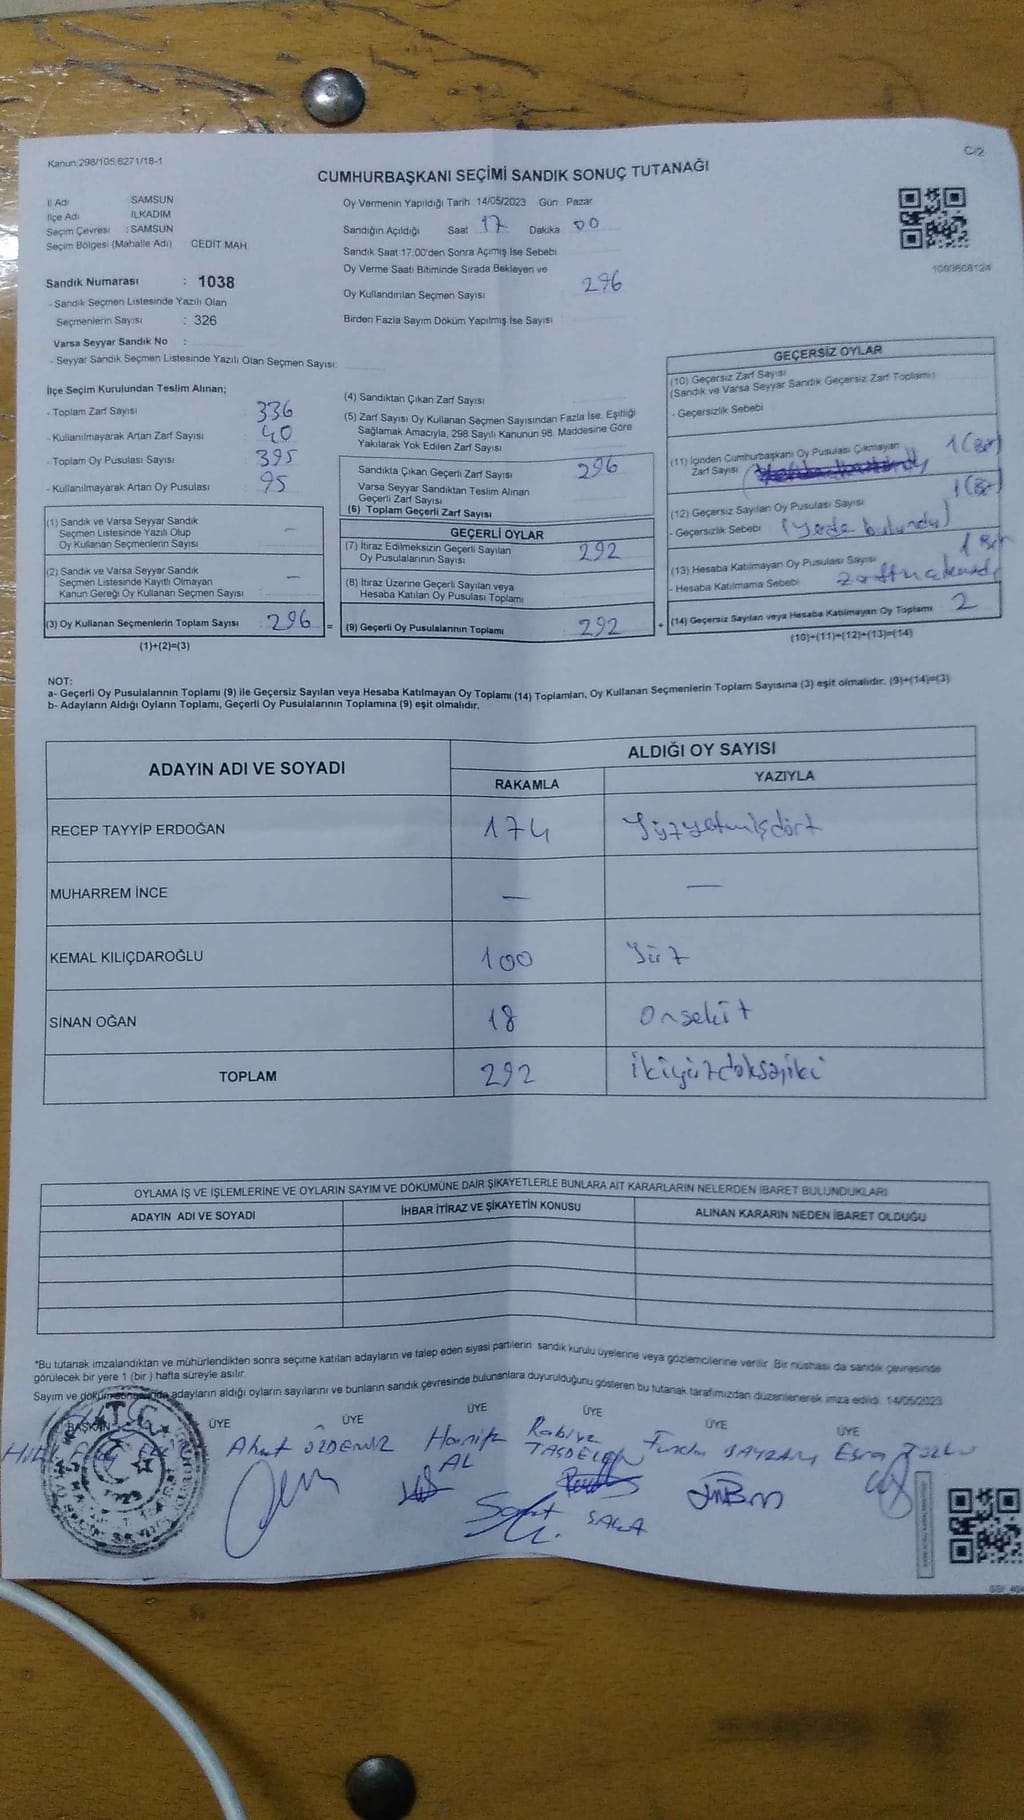 Kanun:298/105,6271/18-1
C/2
CUMHURBAŞKANI SEÇİMİ SANDIK SONUÇ TUTANAĞI
İl Adı SAMSUN
İlçe Adı İLKADIM
Seçim Çevresi : SAMSUN
Seçim Bölgesi (Mahalle Adı) CEDİT MAH.
Sandık Numarası : 1038
- Sandık Seçmen Listesinde Yazılı Olan
Seçmenlerin Sayısı : 326
Varsa Seyyar Sandık No :
- Seyyar Sandık Seçmen Listesinde Yazılı Olan Seçmen Sayısı:
Oy Vermenin Yapıldığı Tarih 14/05/2023 Gün Pazar
Sandığın Açıldığı Saat 17 Dakika 00
Sandık Saat 17:00'den Sonra Açılmış İse Sebebi
Oy Verme Saati Bitiminde Sırada Bekleyen ve
Oy Kullandırılan Seçmen Sayısı 296
Birden Fazla Sayım Döküm Yapılmış İse Sayısı
1093608124
İlçe Seçim Kurulundan Teslim Alınan;
- Toplam Zarf Sayısı 336
- Kullanılmayarak Artan Zarf Sayısı 40
- Toplam Oy Pusulası Sayısı 395
- Kullanılmayarak Artan Oy Pusulası 95
(1) Sandık ve Varsa Seyyar Sandık
Seçmen Listesinde Yazılı Olup
Oy Kullanan Seçmenlerin Sayısı —
(2) Sandık ve Varsa Seyyar Sandık
Seçmen Listesinde Kayıtlı Olmayan
Kanun Gereği Oy Kullanan Seçmen Sayısı —
(3) Oy Kullanan Seçmenlerin Toplam Sayısı 296 =
(1)+(2)=(3)
(4) Sandıktan Çıkan Zarf Sayısı
(5) Zarf Sayısı Oy Kullanan Seçmen Sayısından Fazla İse, Eşitliği
Sağlamak Amacıyla, 298 Sayılı Kanunun 98. Maddesine Göre
Yakılarak Yok Edilen Zarf Sayısı
Sandıkta Çıkan Geçerli Zarf Sayısı 296
Varsa Seyyar Sandıktan Teslim Alınan
Geçerli Zarf Sayısı
(6) Toplam Geçerli Zarf Sayısı
GEÇERLİ OYLAR
(7) İtiraz Edilmeksizin Geçerli Sayılan
Oy Pusulalarının Sayısı 292
(8) İtiraz Üzerine Geçerli Sayılan veya
Hesaba Katılan Oy Pusulası Toplamı
(9) Geçerli Oy Pusulalarının Toplamı 292 +
GEÇERSİZ OYLAR
(10) Geçersiz Zarf Sayısı
(Sandık ve Varsa Seyyar Sandık Geçersiz Zarf Toplamı)
- Geçersizlik Sebebi
(11) İçinden Cumhurbaşkanı Oy Pusulası Çıkmayan
Zarf Sayısı 1 (Bir)
(12) Geçersiz Sayılan Oy Pusulası Sayısı 1 (Bir)
- Geçersizlik Sebebi (Yerde bulundu)
(13) Hesaba Katılmayan Oy Pusulası Sayısı 1 Bir
- Hesaba Katılmama Sebebi
(14) Geçersiz Sayılan veya Hesaba Katılmayan Oy Toplamı 2
(10)+(11)+(12)+(13)=(14)
NOT:
a- Geçerli Oy Pusulalarının Toplamı (9) ile Geçersiz Sayılan veya Hesaba Katılmayan Oy Toplamı (14) Toplamları, Oy Kullanan Seçmenlerin Toplam Sayısına (3) eşit olmalıdır. (9)+(14)=(3)
b- Adayların Aldığı Oyların Toplamı, Geçerli Oy Pusulalarının Toplamına (9) eşit olmalıdır.
ADAYIN ADI VE SOYADI ALDIĞI OY SAYISI
RAKAMLA YAZIYLA
RECEP TAYYİP ERDOĞAN 174 Yüzyetmişdört
MUHARREM İNCE — —
KEMAL KILIÇDAROĞLU 100 Yüz
SİNAN OĞAN 18 Onsekiz
TOPLAM 292 ikiyüzdoksaniki
OYLAMA İŞ VE İŞLEMLERİNE VE OYLARIN SAYIM VE DÖKÜMÜNE DAİR ŞİKAYETLERLE BUNLARA AİT KARARLARIN NELERDEN İBARET BULUNDUKLARI
ADAYIN ADI VE SOYADI İHBAR İTİRAZ VE ŞİKAYETİN KONUSU ALINAN KARARIN NEDEN İBARET OLDUĞU
*Bu tutanak imzalandıktan ve mühürlendikten sonra seçime katılan adayların ve talep eden siyasi partilerin sandık kurulu üyelerine veya gözlemcilerine verilir. Bir nüshası da sandık çevresinde
görülecek bir yere 1 (bir) hafta süreyle asılır.
Sayım ve dökümü adayların aldığı oyların sayılarını ve bunların sandık çevresinde bulunanlara duyurulduğunu gösteren bu tutanak tarafımızdan düzenlenerek imza edildi. 14/05/2023
BAŞKAN ÜYE ÜYE ÜYE ÜYE ÜYE ÜYE
Ahmet ÖZDEMİR Hanife AL Rabiye TAŞDELEN Funda BAYRAM Esra
T.C.